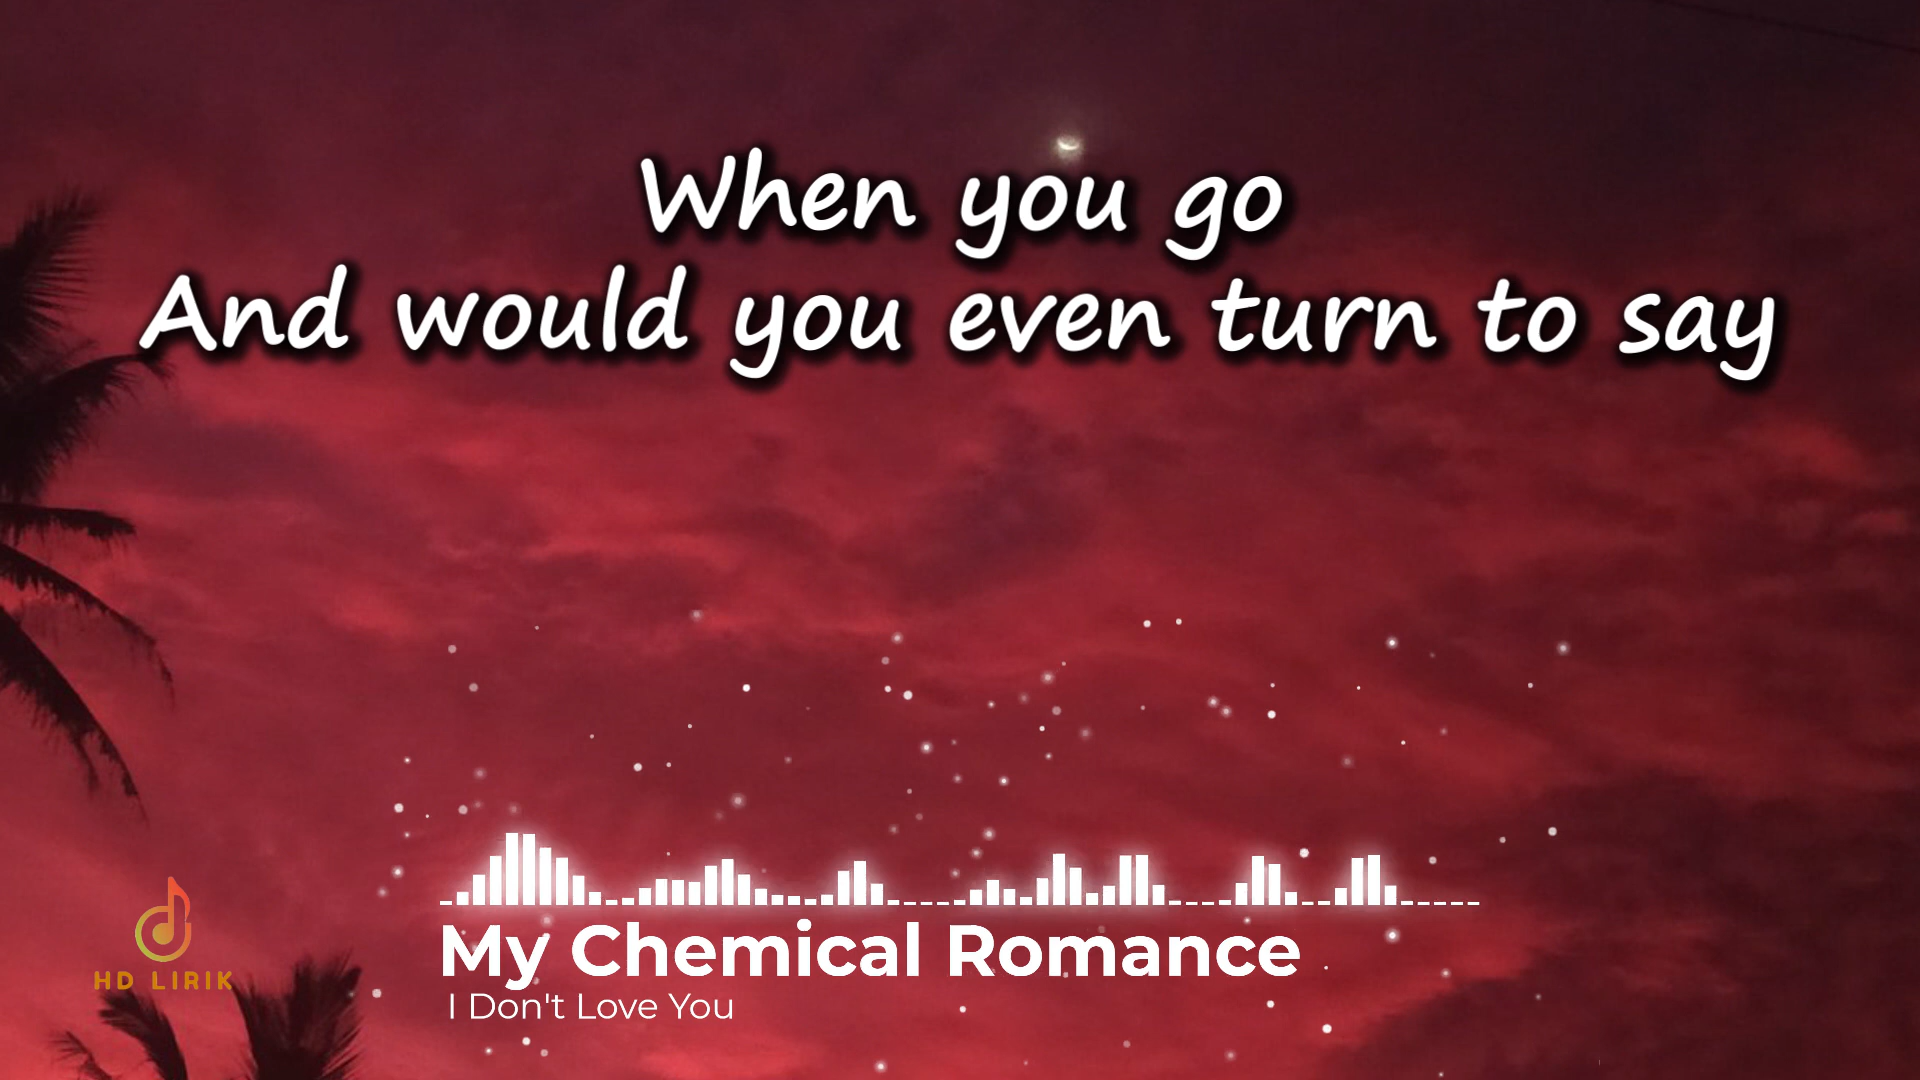 When you go
And would you even turn to say
My Chemical Romance
I Don't Love You
HD LIRIK